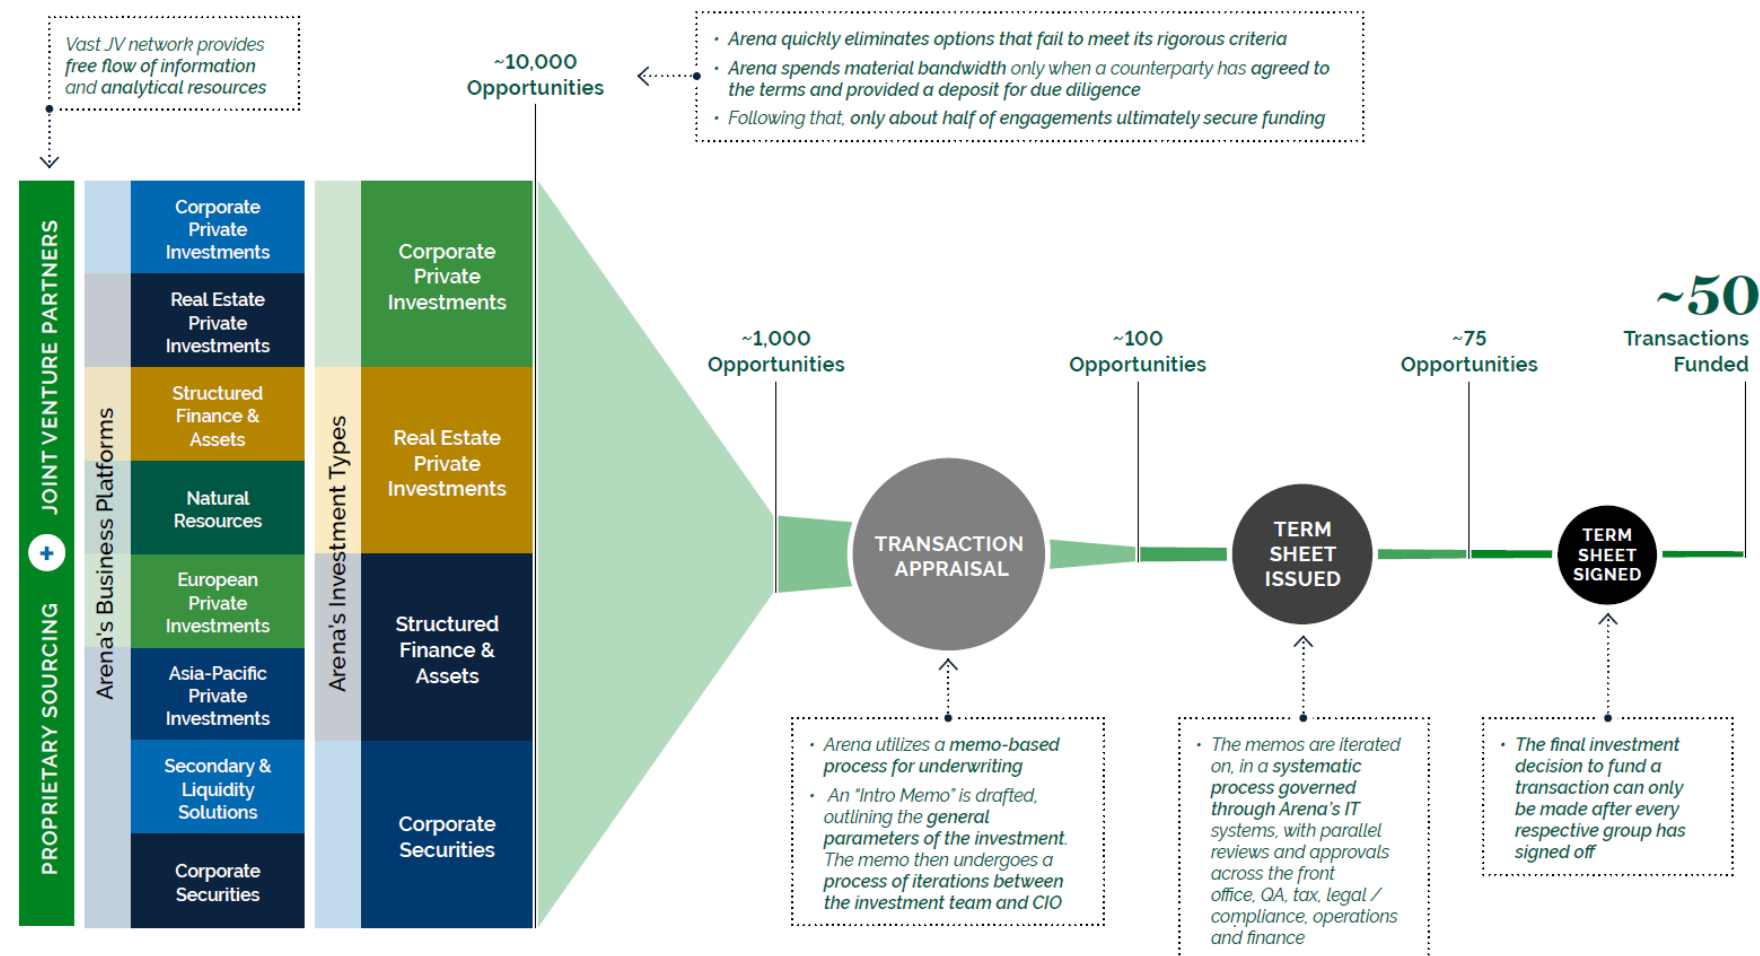 Vast JV network provides
free flow of information
and analytical resources
~10,000
Opportunities
• Arena quickly eliminates options that fail to meet its rigorous criteria
• Arena spends material bandwidth only when a counterparty has agreed to
the terms and provided a deposit for due diligence
• Following that, only about half of engagements ultimately secure funding
PROPRIETARY SOURCING + JOINT VENTURE PARTNERS
Arena's Business Platforms
Corporate
Private
Investments
Real Estate
Private
Investments
Structured
Finance &
Assets
Natural
Resources
European
Private
Investments
Asia-Pacific
Private
Investments
Secondary &
Liquidity
Solutions
Corporate
Securities
Arena's Investment Types
Corporate
Private
Investments
Real Estate
Private
Investments
Structured
Finance &
Assets
Corporate
Securities
~1,000
Opportunities
~100
Opportunities
~75
Opportunities
~50
Transactions
Funded
TRANSACTION
APPRAISAL
TERM
SHEET
ISSUED
TERM
SHEET
SIGNED
• Arena utilizes a memo-based
process for underwriting
• An “Intro Memo” is drafted,
outlining the general
parameters of the investment.
The memo then undergoes a
process of iterations between
the investment team and CIO
• The memos are iterated
on, in a systematic
process governed
through Arena’s IT
systems, with parallel
reviews and approvals
across the front
office, QA, tax, legal /
compliance, operations
and finance
• The final investment
decision to fund a
transaction can only
be made after every
respective group has
signed off